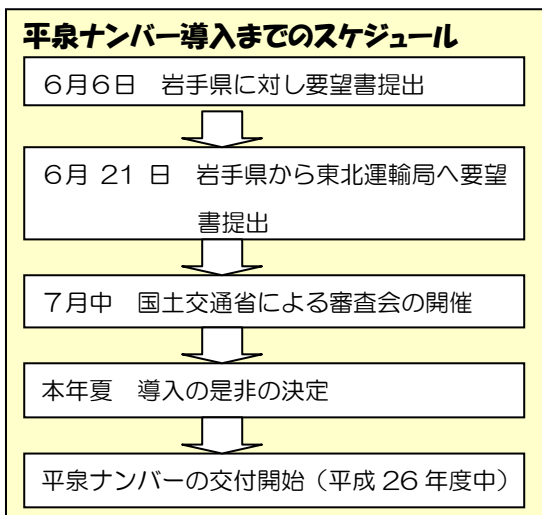 平泉ナンバー導入までのスケジュール
６月６日　岩手県に対し要望書提出
６月 21 日　岩手県から東北運輸局へ要望
書提出
７月中　国土交通省による審査会の開催
本年夏　導入の是非の決定
平泉ナンバーの交付開始（平成 26 年度中）